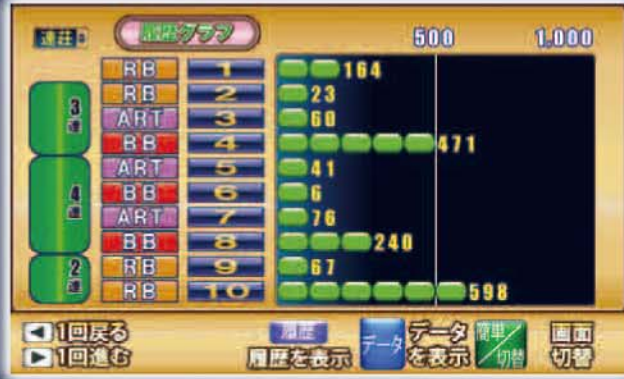 連荘 履歴グラフ 500 1,000
RB 1 164
RB 2 23
3連 ART 3 60
BB 4 471
ART 5 41
4連 BB 6 6
ART 7 76
BB 8 240
2連 RB 9 67
RB 10 598
◀1回戻る 履歴 データ データ 簡単/切替 画面
▶1回進む 履歴を表示 を表示 切替